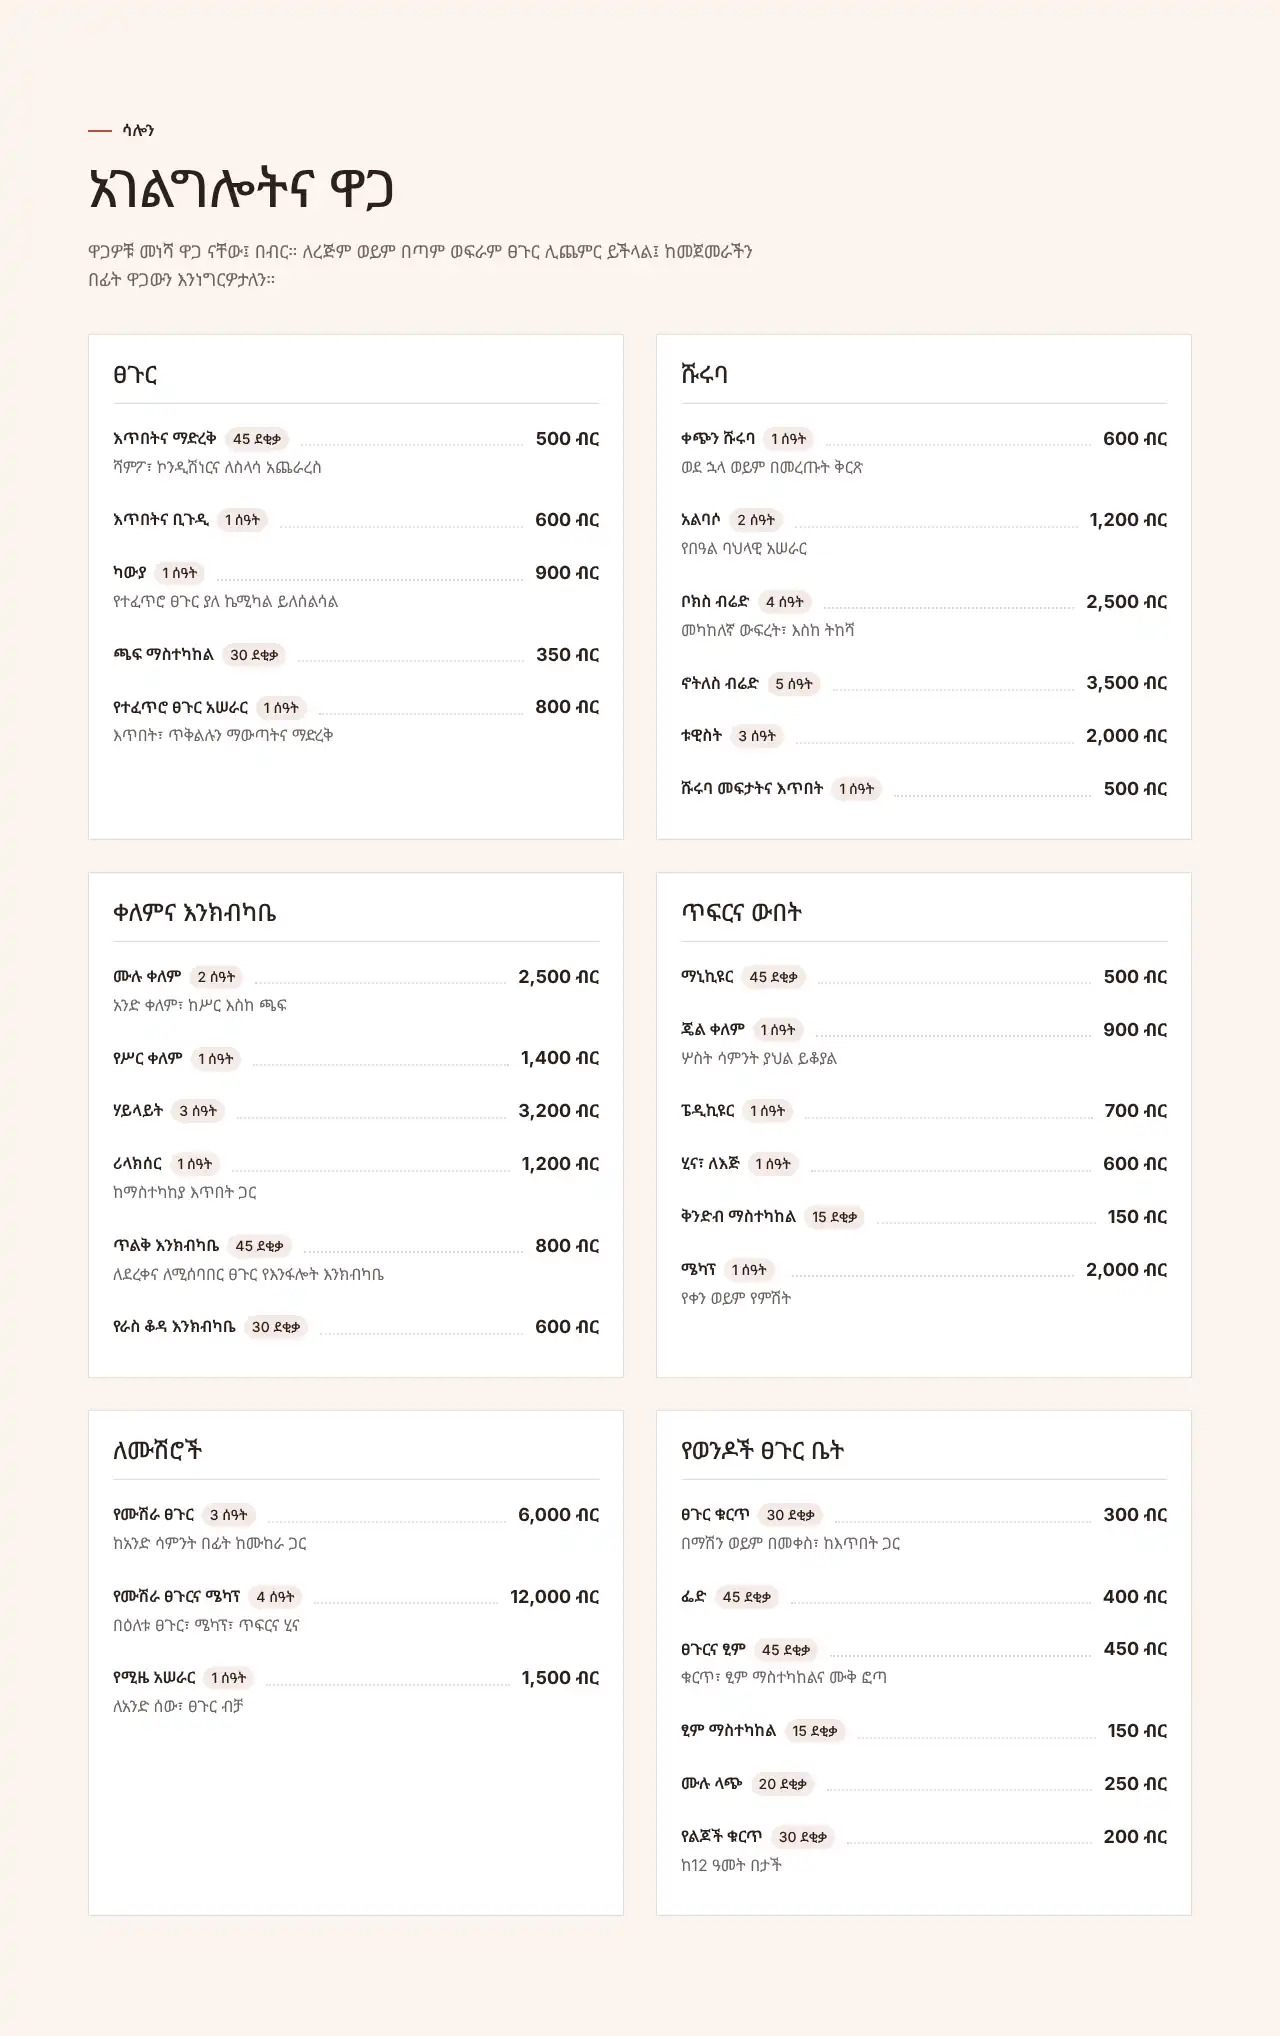 ሳሎን
አገልግሎትና ዋጋ
ዋጋዎቹ መነሻ ዋጋ ናቸው፤ በብር። ለረጅም ወይም በጣም ወፍራም ፀጉር ሊጨምር ይችላል፤ ከመጀመራችን
በፊት ዋጋውን እንነግርዎታለን።
ፀጉር
እጥበትና ማድረቅ 45 ደቂቃ 500 ብር
ሻምፖ፣ ኮንዲሽነርና ለስላሳ አጨራረስ
እጥበትና ቢጉዲ 1 ሰዓት 600 ብር
ካውያ 1 ሰዓት 900 ብር
የተፈጥሮ ፀጉር ያለ ኬሚካል ይለሰልሳል
ጫፍ ማስተካከል 30 ደቂቃ 350 ብር
የተፈጥሮ ፀጉር አሠራር 1 ሰዓት 800 ብር
እጥበት፣ ጥቅልሉን ማውጣትና ማድረቅ
ሹሩባ
ቀጭን ሹሩባ 1 ሰዓት 600 ብር
ወደ ኋላ ወይም በመረጡት ቅርጽ
አልባሶ 2 ሰዓት 1,200 ብር
የበዓል ባህላዊ አሠራር
ቦክስ ብሬድ 4 ሰዓት 2,500 ብር
መካከለኛ ውፍረት፣ እስከ ትከሻ
ኖትለስ ብሬድ 5 ሰዓት 3,500 ብር
ቱዊስት 3 ሰዓት 2,000 ብር
ሹሩባ መፍታትና እጥበት 1 ሰዓት 500 ብር
ቀለምና እንክብካቤ
ሙሉ ቀለም 2 ሰዓት 2,500 ብር
አንድ ቀለም፣ ከሥር እስከ ጫፍ
የሥር ቀለም 1 ሰዓት 1,400 ብር
ሃይላይት 3 ሰዓት 3,200 ብር
ሪላክሰር 1 ሰዓት 1,200 ብር
ከማስተካከያ እጥበት ጋር
ጥልቅ እንክብካቤ 45 ደቂቃ 800 ብር
ለደረቀና ለሚሰባበር ፀጉር የእንፋሎት እንክብካቤ
የራስ ቆዳ እንክብካቤ 30 ደቂቃ 600 ብር
ጥፍርና ውበት
ማኒኪዩር 45 ደቂቃ 500 ብር
ጄል ቀለም 1 ሰዓት 900 ብር
ሦስት ሳምንት ያህል ይቆያል
ፔዲኪዩር 1 ሰዓት 700 ብር
ሂና፣ ለእጅ 1 ሰዓት 600 ብር
ቅንድብ ማስተካከል 15 ደቂቃ 150 ብር
ሜካፕ 1 ሰዓት 2,000 ብር
የቀን ወይም የምሽት
ለሙሽሮች
የሙሽራ ፀጉር 3 ሰዓት 6,000 ብር
ከአንድ ሳምንት በፊት ከሙከራ ጋር
የሙሽራ ፀጉርና ሜካፕ 4 ሰዓት 12,000 ብር
በዕለቱ ፀጉር፣ ሜካፕ፣ ጥፍርና ሂና
የሚዜ አሠራር 1 ሰዓት 1,500 ብር
ለአንድ ሰው፣ ፀጉር ብቻ
የወንዶች ፀጉር ቤት
ፀጉር ቁርጥ 30 ደቂቃ 300 ብር
በማሽን ወይም በመቀስ፣ ከእጥበት ጋር
ፌድ 45 ደቂቃ 400 ብር
ፀጉርና ፂም 45 ደቂቃ 450 ብር
ቁርጥ፣ ፂም ማስተካከልና ሙቅ ፎጣ
ፂም ማስተካከል 15 ደቂቃ 150 ብር
ሙሉ ላጭ 20 ደቂቃ 250 ብር
የልጆች ቁርጥ 30 ደቂቃ 200 ብር
ከ12 ዓመት በታች